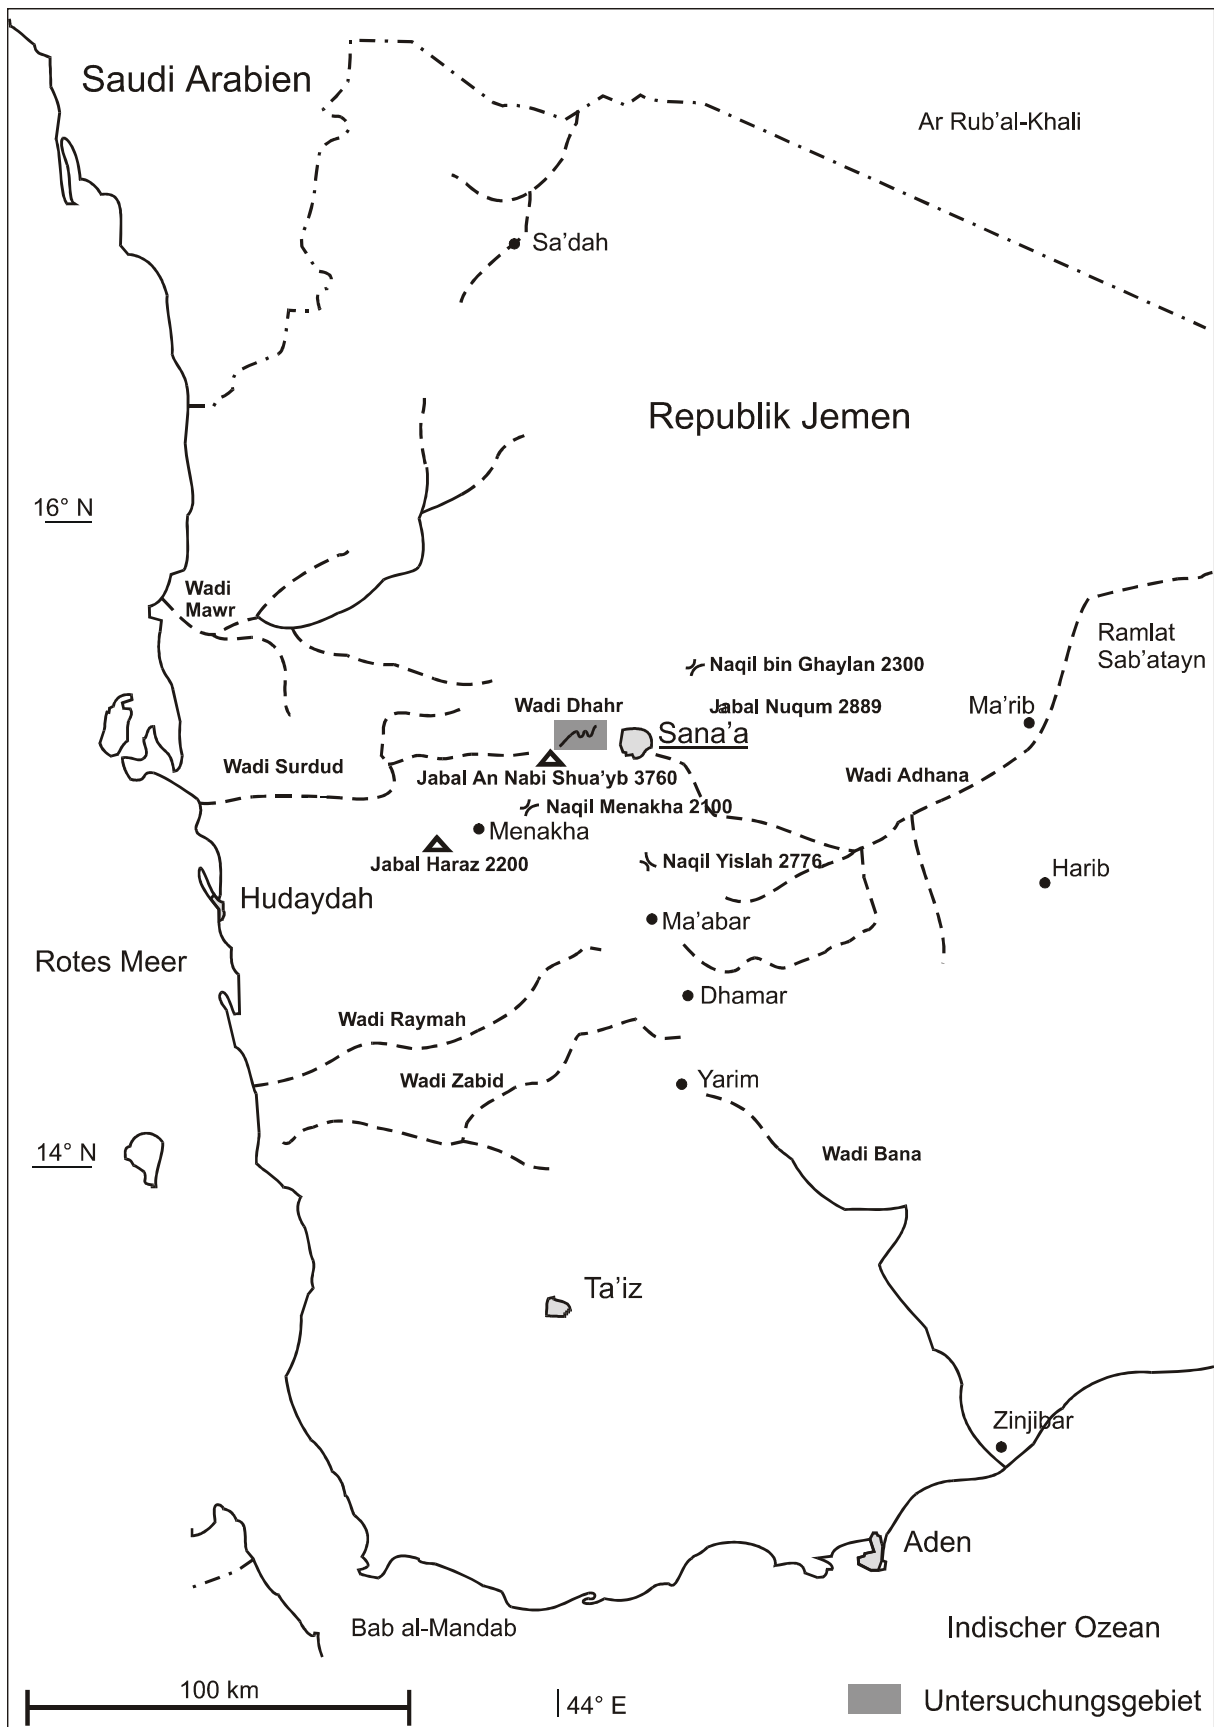 Saudi Arabien
Ar Rub’al-Khali
Sa’dah
Republik Jemen
16° N
Wadi
Mawr
Ramlat
Sab’atayn
Naqil bin Ghaylan 2300
Wadi Dhahr
Jabal Nuqum 2889
Ma’rib
Sana’a
Wadi Surdud
Jabal An Nabi Shua’yb 3760
Wadi Adhana
Naqil Menakha 2100
Menakha
Jabal Haraz 2200
Naqil Yislah 2776
Harib
Hudaydah
Ma’abar
Rotes Meer
Dhamar
Wadi Raymah
Wadi Zabid
Yarim
14° N
Wadi Bana
Ta’iz
Zinjibar
Aden
Bab al-Mandab
Indischer Ozean
100 km
44° E
Untersuchungsgebiet